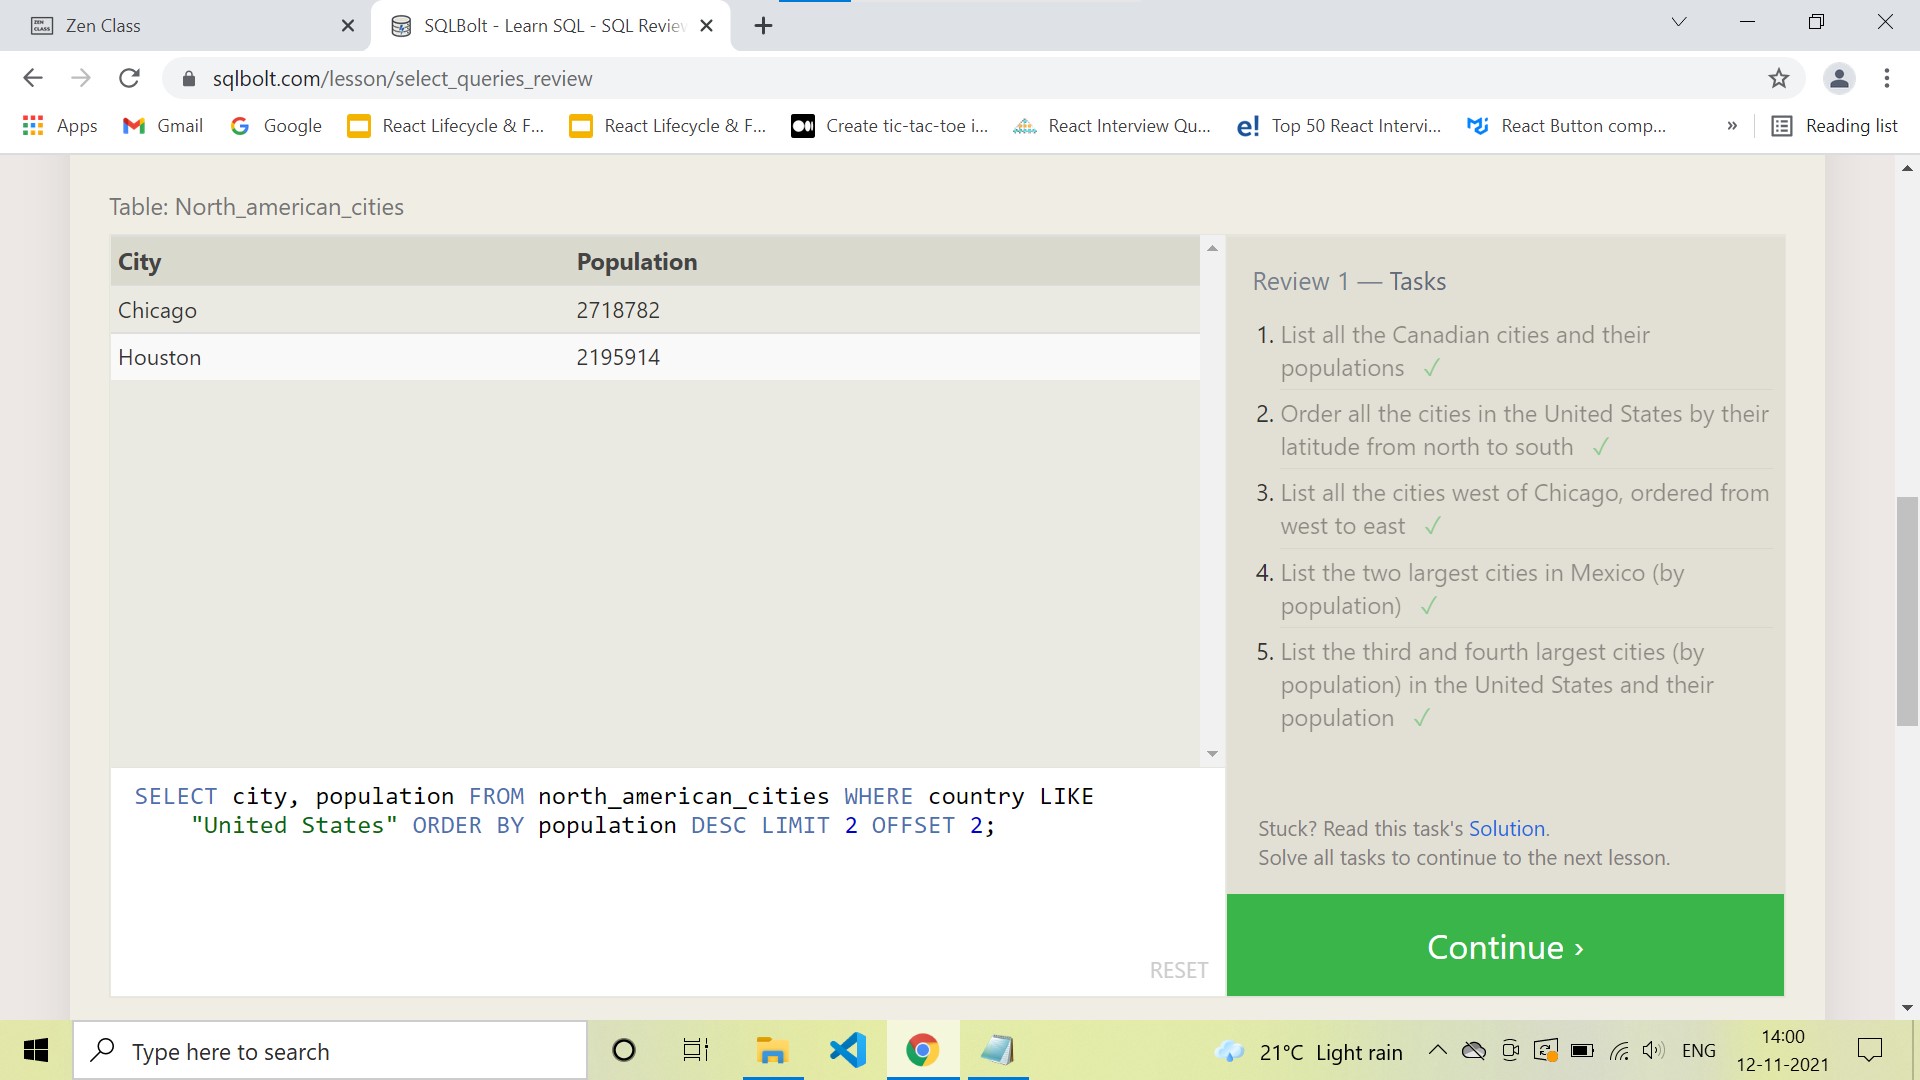 Zen Class
SQLBolt - Learn SQL - SQL Review
sqlbolt.com/lesson/select_queries_review
Apps
Gmail
Google
React Lifecycle & F...
React Lifecycle & F...
Create tic-tac-toe i...
React Interview Qu...
e! Top 50 React Intervi...
React Button comp...
»
Reading list
Table: North_american_cities
City Population
Chicago 2718782
Houston 2195914
SELECT city, population FROM north_american_cities WHERE country LIKE
"United States" ORDER BY population DESC LIMIT 2 OFFSET 2;
RESET
Review 1 — Tasks
1. List all the Canadian cities and their
populations ✓
2. Order all the cities in the United States by their
latitude from north to south ✓
3. List all the cities west of Chicago, ordered from
west to east ✓
4. List the two largest cities in Mexico (by
population) ✓
5. List the third and fourth largest cities (by
population) in the United States and their
population ✓
Stuck? Read this task's Solution.
Solve all tasks to continue to the next lesson.
Continue ›
Type here to search
21°C Light rain
ENG
14:00
12-11-2021